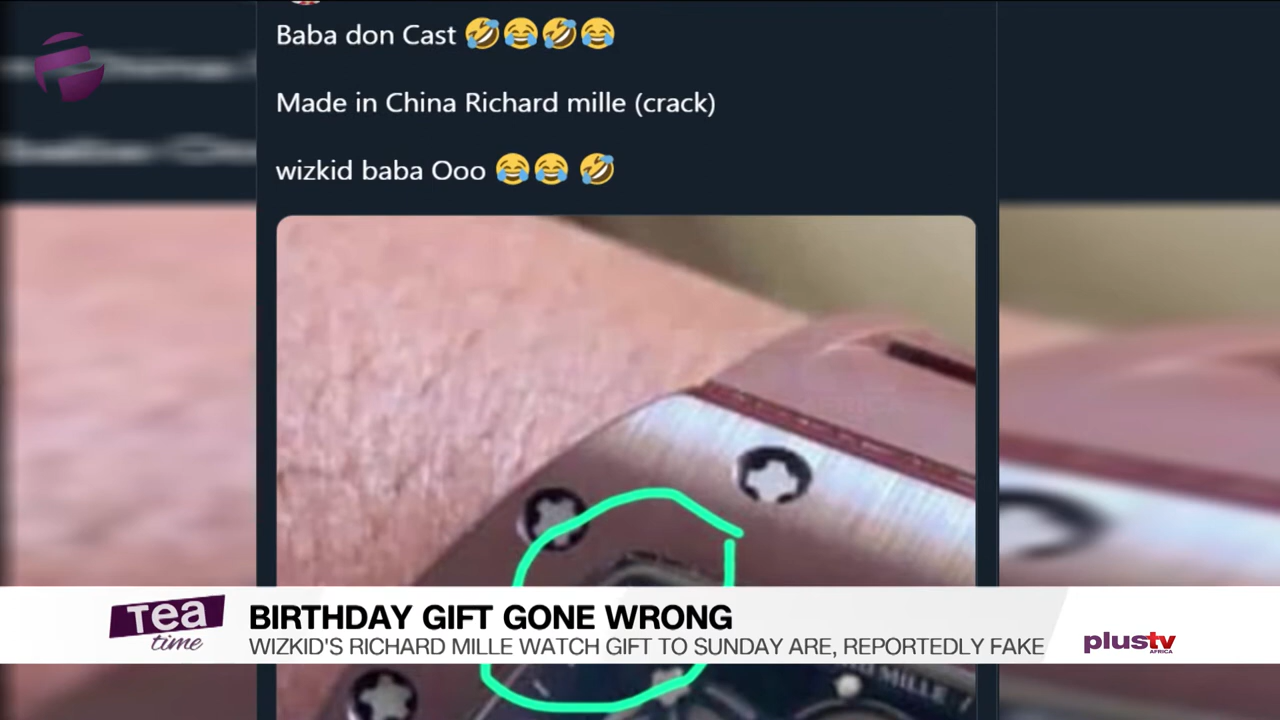 Baba don Cast 🤣😂🤣😂
Made in China Richard mille (crack)
wizkid baba Ooo 😂😂 🤣
MILLE
Tea
time
BIRTHDAY GIFT GONE WRONG
WIZKID'S RICHARD MILLE WATCH GIFT TO SUNDAY ARE, REPORTEDLY FAKE
plustv
AFRICA